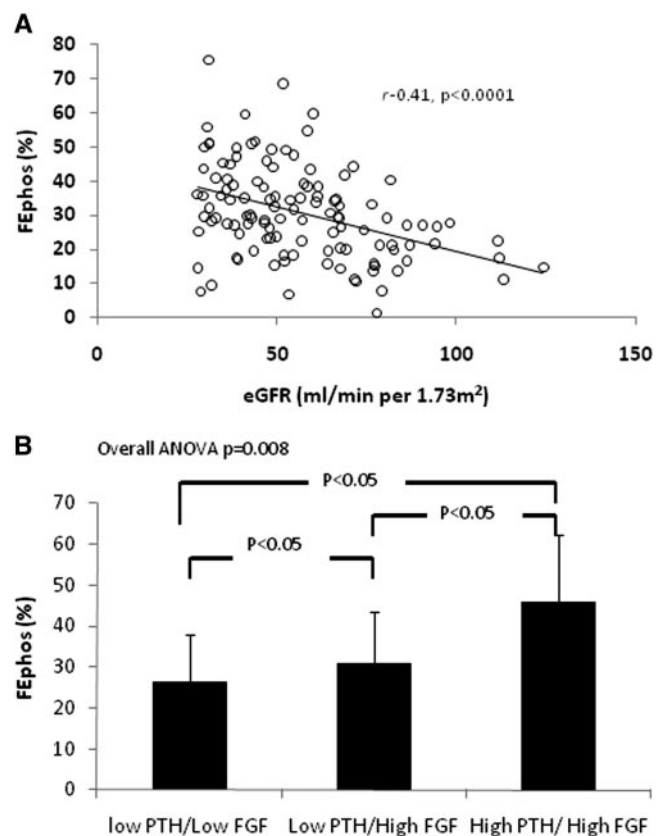 A
80
70
60
50
40
30
20
10
0
FEphos (%)
r-0.41, p<0.0001
0 50 100 150
eGFR (ml/min per 1.73m²)
B
Overall ANOVA p=0.008
P<0.05
P<0.05
P<0.05
70
60
50
40
30
20
10
0
FEphos (%)
low PTH/Low FGF Low PTH/High FGF High PTH/ High FGF